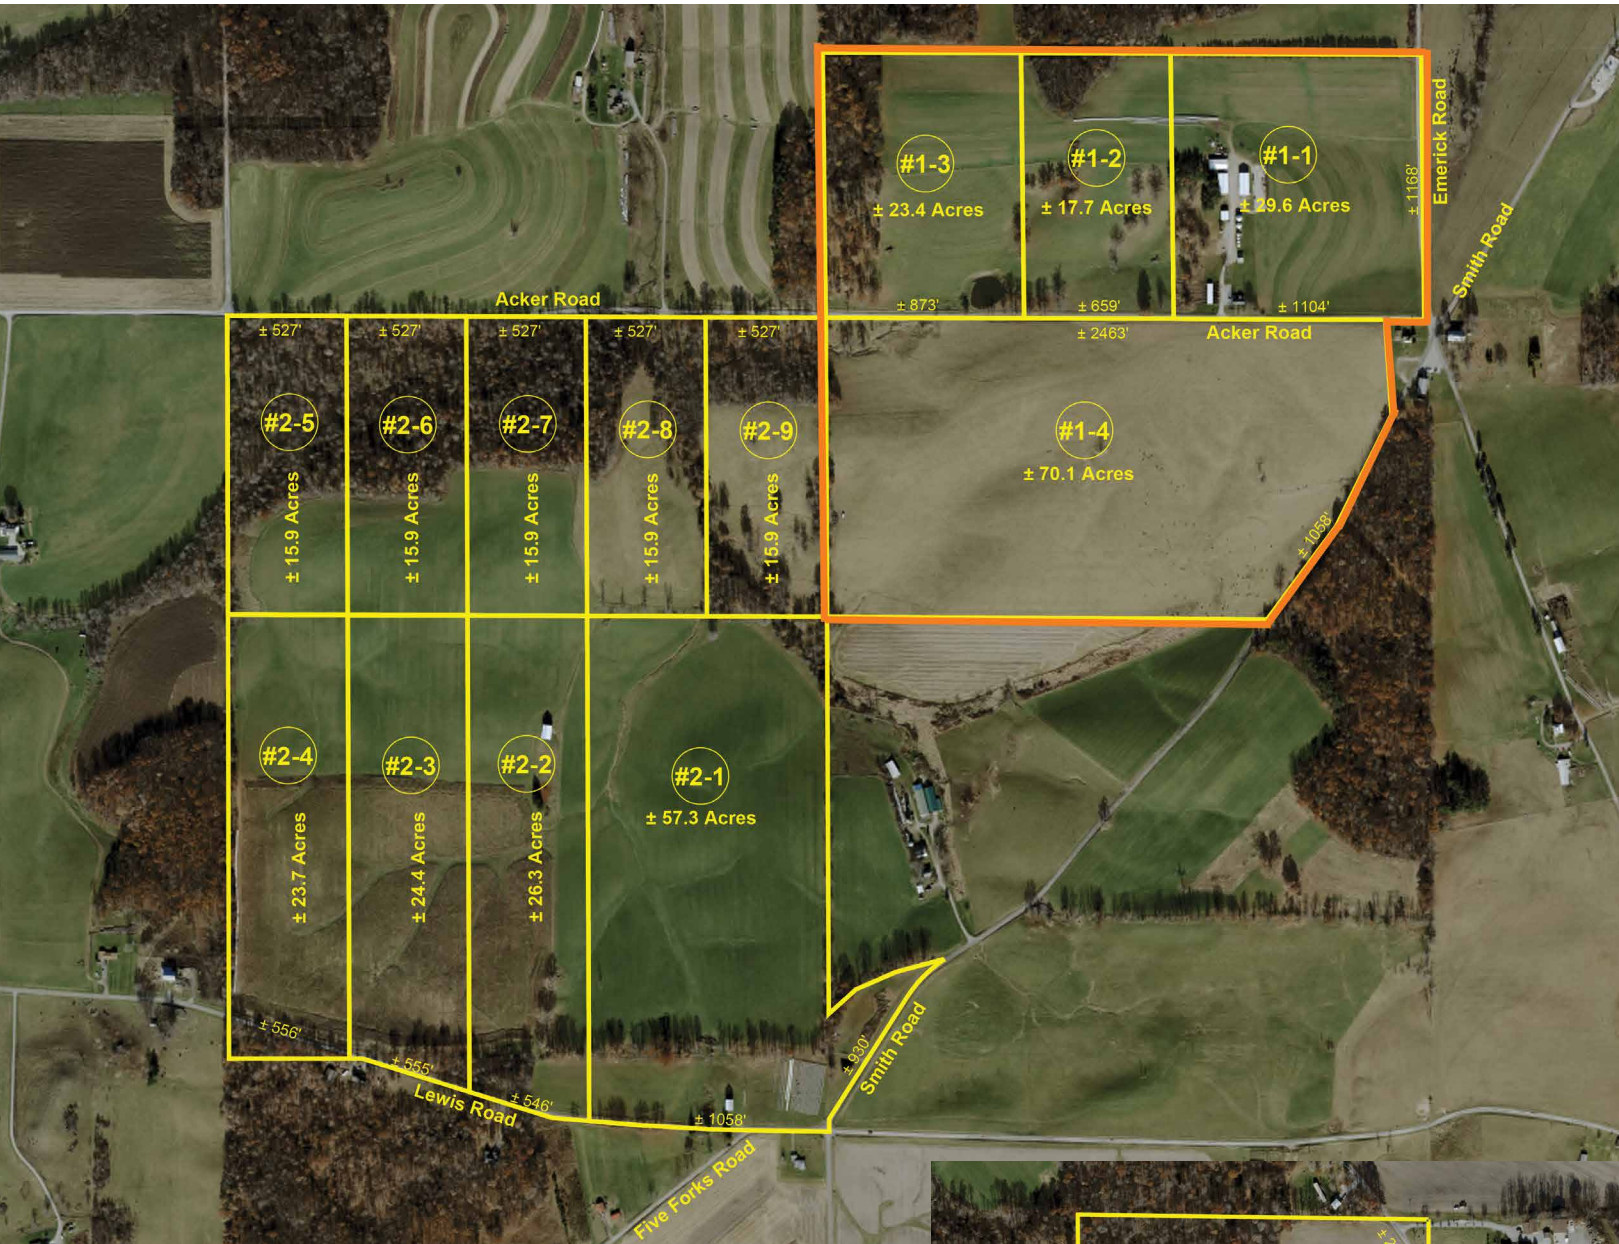 Emerick Road
#1-3
± 23.4 Acres
#1-2
± 17.7 Acres
#1-1
± 29.6 Acres
± 1168'
Smith Road
± 873'
± 659'
± 1104'
Acker Road
± 527'
± 527'
± 527'
± 527'
± 527'
± 2463'
Acker Road
#2-5
± 15.9 Acres
#2-6
± 15.9 Acres
#2-7
± 15.9 Acres
#2-8
± 15.9 Acres
#2-9
± 15.9 Acres
#1-4
± 70.1 Acres
± 1058'
#2-4
± 23.7 Acres
#2-3
± 24.4 Acres
#2-2
± 26.3 Acres
#2-1
± 57.3 Acres
± 556'
± 555'
± 546'
± 1058'
± 930'
Smith Road
Lewis Road
Five Forks Road